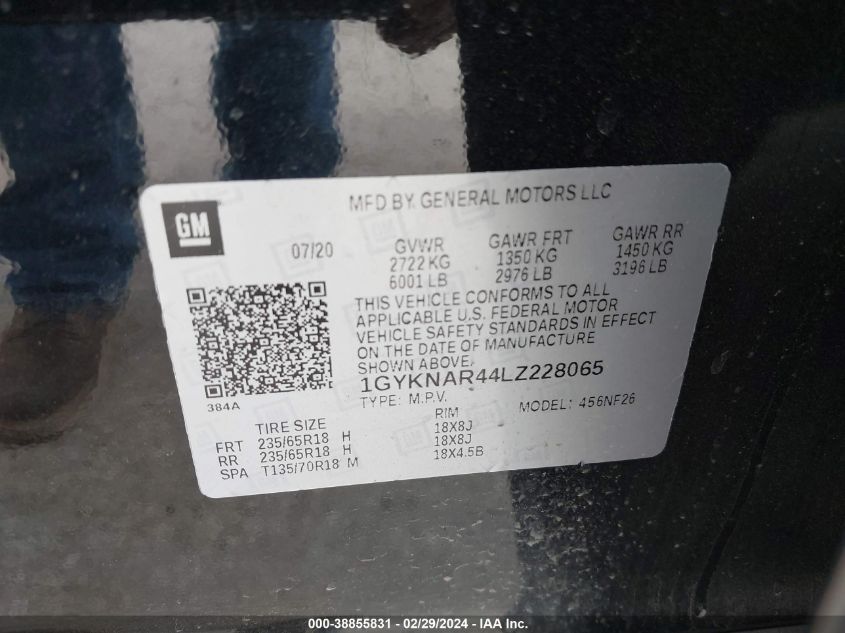 MFD BY GENERAL MOTORS LLC
GM
07/20
GVWR GAWR FRT GAWR RR
2722 KG 1350 KG 1450 KG
6001 LB 2976 LB 3196 LB
THIS VEHICLE CONFORMS TO ALL
APPLICABLE U.S. FEDERAL MOTOR
VEHICLE SAFETY STANDARDS IN EFFECT
ON THE DATE OF MANUFACTURE
SHOWN ABOVE.
1GYKNAR44LZ228065
TYPE: M.P.V. MODEL: 456NF26
384A
TIRE SIZE RIM
FRT 235/65R18 H 18X8J
RR 235/65R18 H 18X8J
SPA T135/70R18 M 18X4.5B
000-38855831 - 02/29/2024 - IAA Inc.